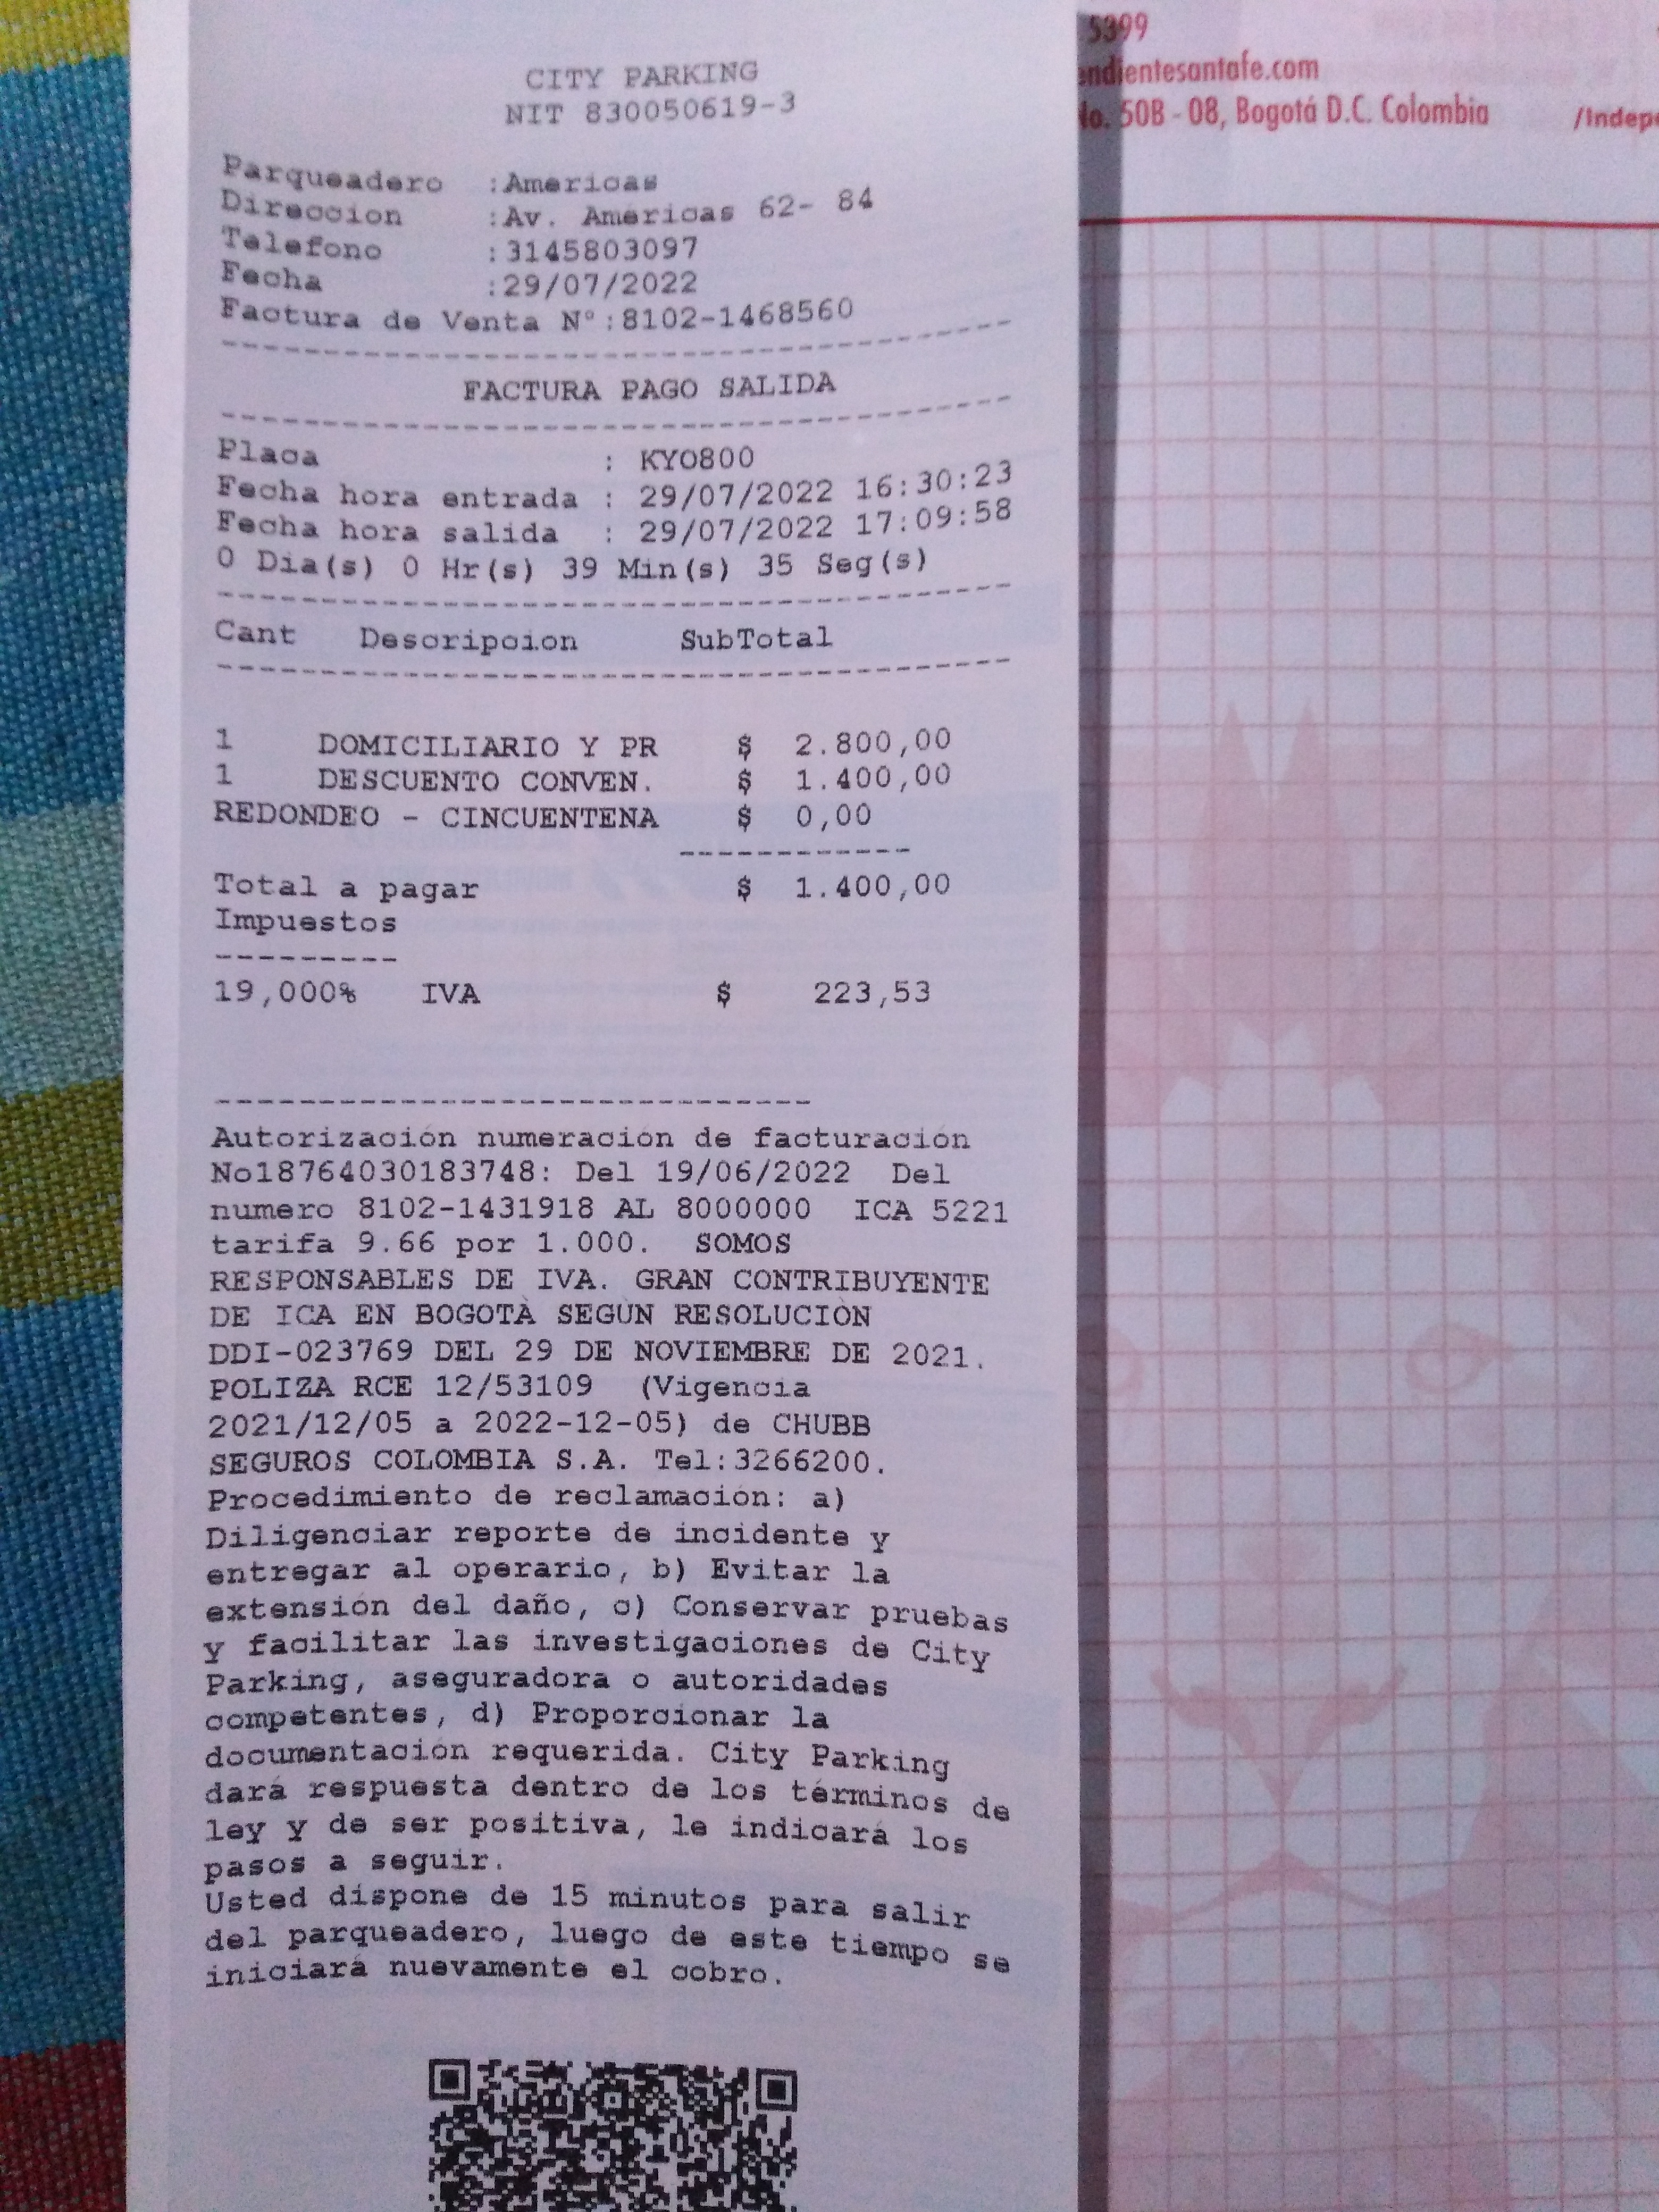 CITY PARKING
NIT 830050619-3
Parqueadero :Americas
Direccion :Av. Americas 62- 84
Telefono :3145803097
Fecha :29/07/2022
Factura de Venta N°:8102-1468560
FACTURA PAGO SALIDA
Placa : KYO800
Fecha hora entrada : 29/07/2022 16:30:23
Fecha hora salida : 29/07/2022 17:09:58
0 Dia(s) 0 Hr(s) 39 Min(s) 35 Seg(s)
Cant Descripcion SubTotal
1 DOMICILIARIO Y PR $ 2.800,00
1 DESCUENTO CONVEN. $ 1.400,00
REDONDEO - CINCUENTENA $ 0,00
Total a pagar $ 1.400,00
Impuestos
19,000% IVA $ 223,53
Autorización numeración de facturación
No18764030183748: Del 19/06/2022 Del
numero 8102-1431918 AL 8000000 ICA 5221
tarifa 9.66 por 1.000. SOMOS
RESPONSABLES DE IVA. GRAN CONTRIBUYENTE
DE ICA EN BOGOTÀ SEGÙN RESOLUCIÒN
DDI-023769 DEL 29 DE NOVIEMBRE DE 2021.
POLIZA RCE 12/53109 (Vigencia
2021/12/05 a 2022-12-05) de CHUBB
SEGUROS COLOMBIA S.A. Tel:3266200.
Procedimiento de reclamación: a)
Diligenciar reporte de incidente y
entregar al operario, b) Evitar la
extensión del daño, c) Conservar pruebas
y facilitar las investigaciones de City
Parking, aseguradora o autoridades
competentes, d) Proporcionar la
documentación requerida. City Parking
dará respuesta dentro de los términos de
ley y de ser positiva, le indicará los
pasos a seguir.
Usted dispone de 15 minutos para salir
del parqueadero, luego de este tiempo se
iniciará nuevamente el cobro.
5399
endientesantafe.com
No. 50B - 08, Bogotá D.C. Colombia /Indepe